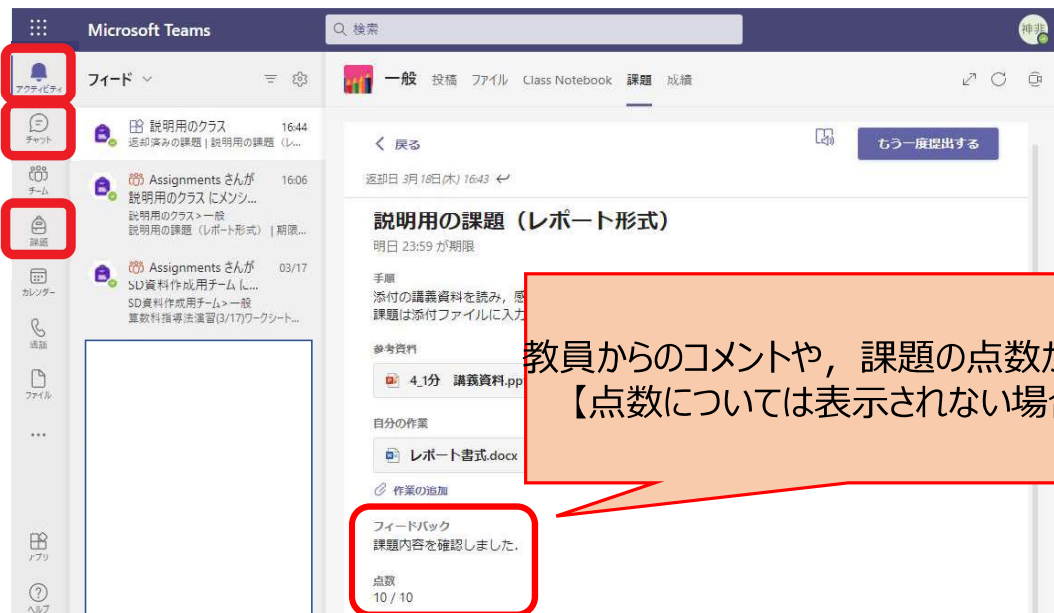 Microsoft Teams
検索
神非
アクティビティ
チャット
チーム
課題
カレンダー
通話
ファイル
アプリ
ヘルプ
フィード
説明用のクラス 16:44
返却済みの課題 | 説明用の課題（レ...
Assignments さんが 16:06
説明用のクラス にメンシ...
説明用のクラス>一般
説明用の課題（レポート形式） | 期限...
Assignments さんが 03/17
SD資料作成用チーム に...
SD資料作成用チーム>一般
算数科指導法演習(3/17)ワークシート...
一般 投稿 ファイル Class Notebook 課題 成績
戻る
もう一度提出する
返却日 3月18日(木) 16:43
説明用の課題（レポート形式）
明日 23:59 が期限
手順
添付の講義資料を読み，感
課題は添付ファイルに入力
参考資料
4_1分 講義資料.pp
自分の作業
レポート書式.docx
作業の追加
フィードバック
課題内容を確認しました．
点数
10 / 10
教員からのコメントや，課題の点数が
【点数については表示されない場合